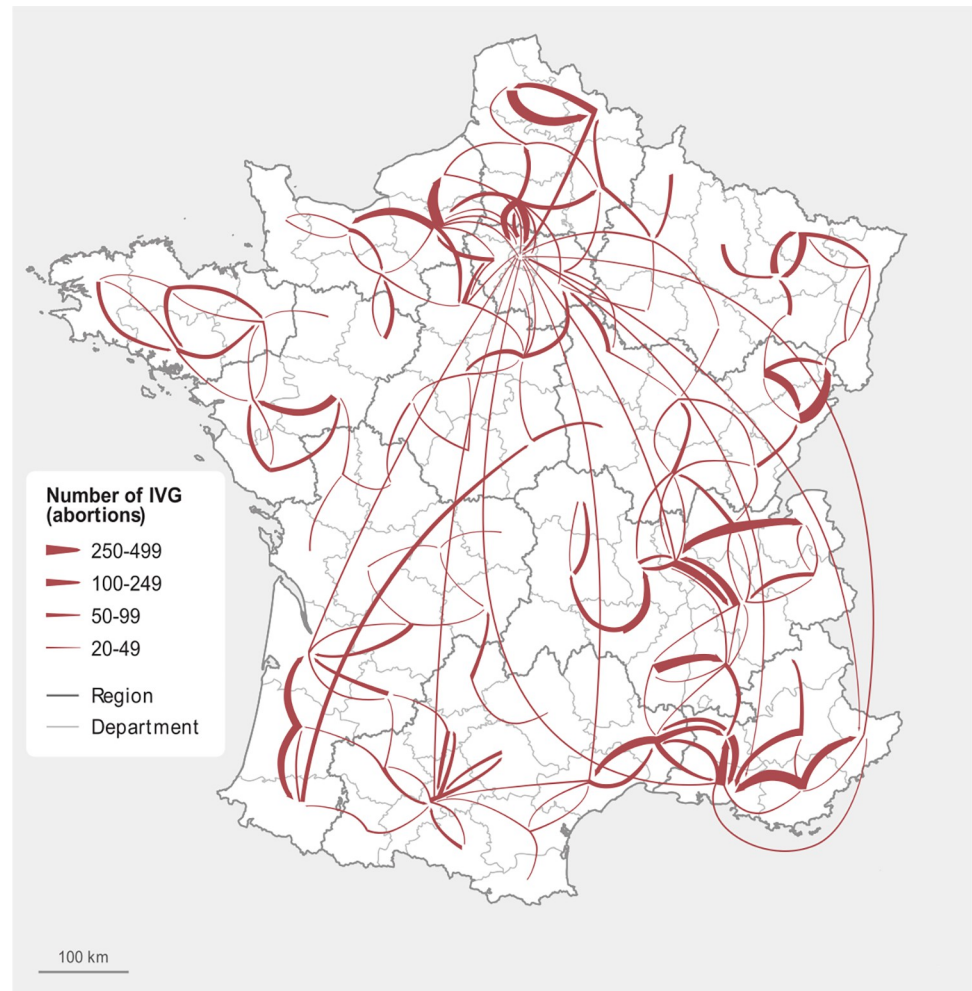 Number of IVG
(abortions)
250-499
100-249
50-99
20-49
Region
Department
100 km